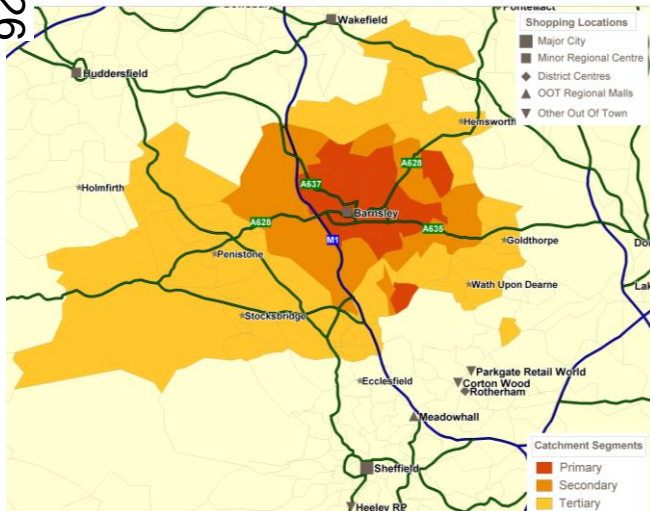 26
Wakefield
Pontefract
Shopping Locations
Major City
Minor Regional Centre
District Centres
OOT Regional Malls
Other Out Of Town
Huddersfield
Hemsworth
A628
Holmfirth
A637
Barnsley
A628
A635
M1
Goldthorpe
Penistone
Wath Upon Dearne
Stocksbridge
Parkgate Retail World
Ecclesfield
Corton Wood
Rotherham
Meadowhall
Catchment Segments
Primary
Sheffield
Secondary
Tertiary
Heeley RP